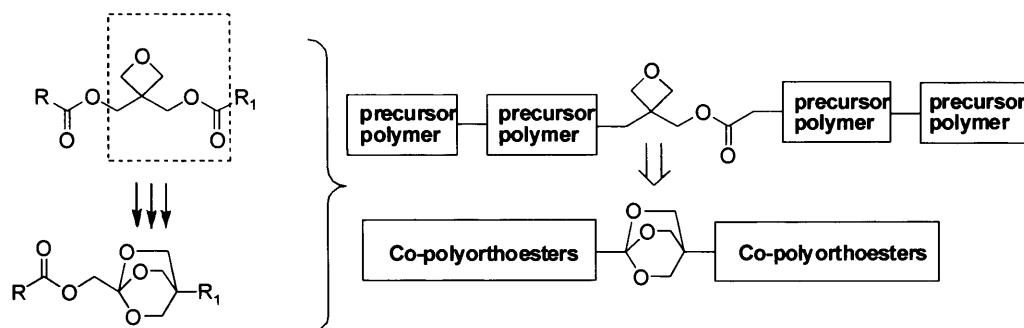 O
R O O R₁
O O
O
precursor polymer precursor polymer O precursor polymer precursor polymer
O
O
R O O O R₁
O
Co-polyorthoesters O O O Co-polyorthoesters